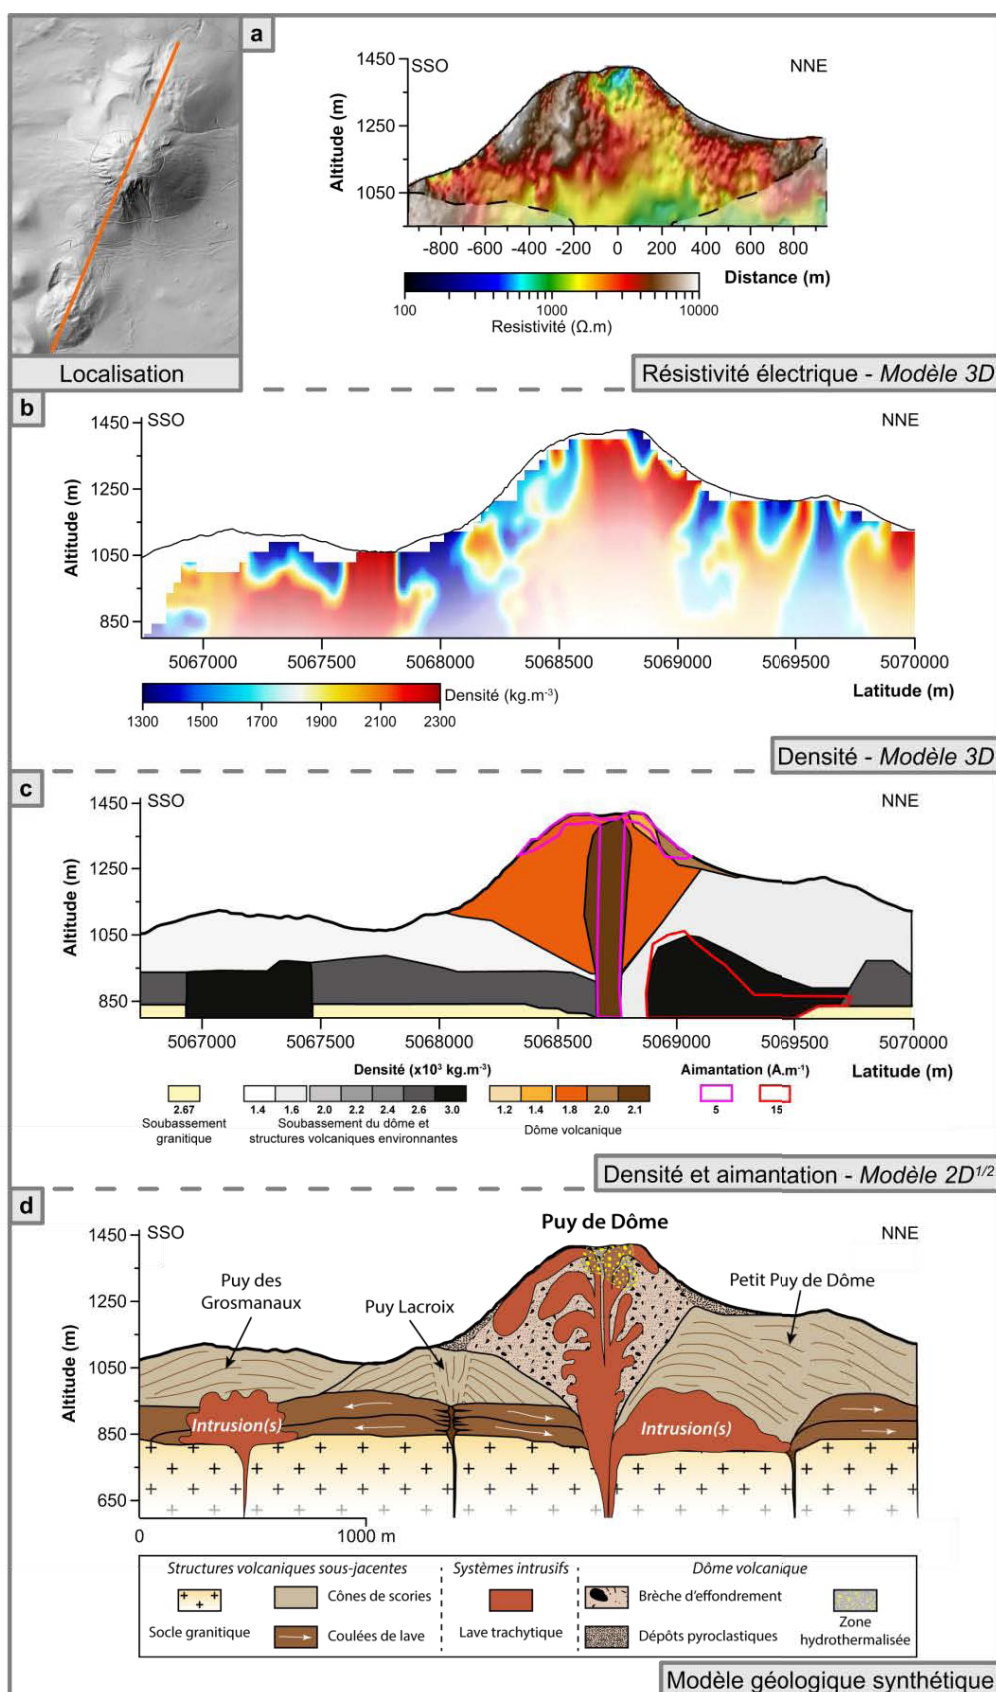 a
SSO
NNE
1450
1250
1050
Altitude (m)
-800 -600 -400 -200 0 200 400 600 800
Distance (m)
100 1000 10000
Resistivité (Ω.m)
Localisation
Résistivité électrique - Modèle 3D
b
SSO
NNE
1450
1250
1050
850
Altitude (m)
5067000 5067500 5068000 5068500 5069000 5069500 5070000
Densité (kg.m⁻³)
Latitude (m)
1300 1500 1700 1900 2100 2300
Densité - Modèle 3D
c
SSO
NNE
1450
1250
1050
850
Altitude (m)
5067000 5067500 5068000 5068500 5069000 5069500 5070000
Densité (x10³ kg.m⁻³)
Aimantation (A.m⁻¹)
Latitude (m)
2.67
1.4 1.6 2.0 2.2 2.4 2.6 3.0
1.2 1.4 1.8 2.0 2.1
5 15
Soubassement granitique
Soubassement du dôme et structures volcaniques environnantes
Dôme volcanique
Densité et aimantation - Modèle 2D1/2
d
SSO
Puy de Dôme
NNE
1450
1250
1050
850
650
Altitude (m)
Puy des Grosmanaux
Puy Lacroix
Petit Puy de Dôme
Intrusion(s)
Intrusion(s)
0 1000 m
Structures volcaniques sous-jacentes
Systèmes intrusifs
Dôme volcanique
Socle granitique
Cônes de scories
Coulées de lave
Lave trachytique
Brèche d'effondrement
Dépôts pyroclastiques
Zone hydrothermalisée
Modèle géologique synthétique